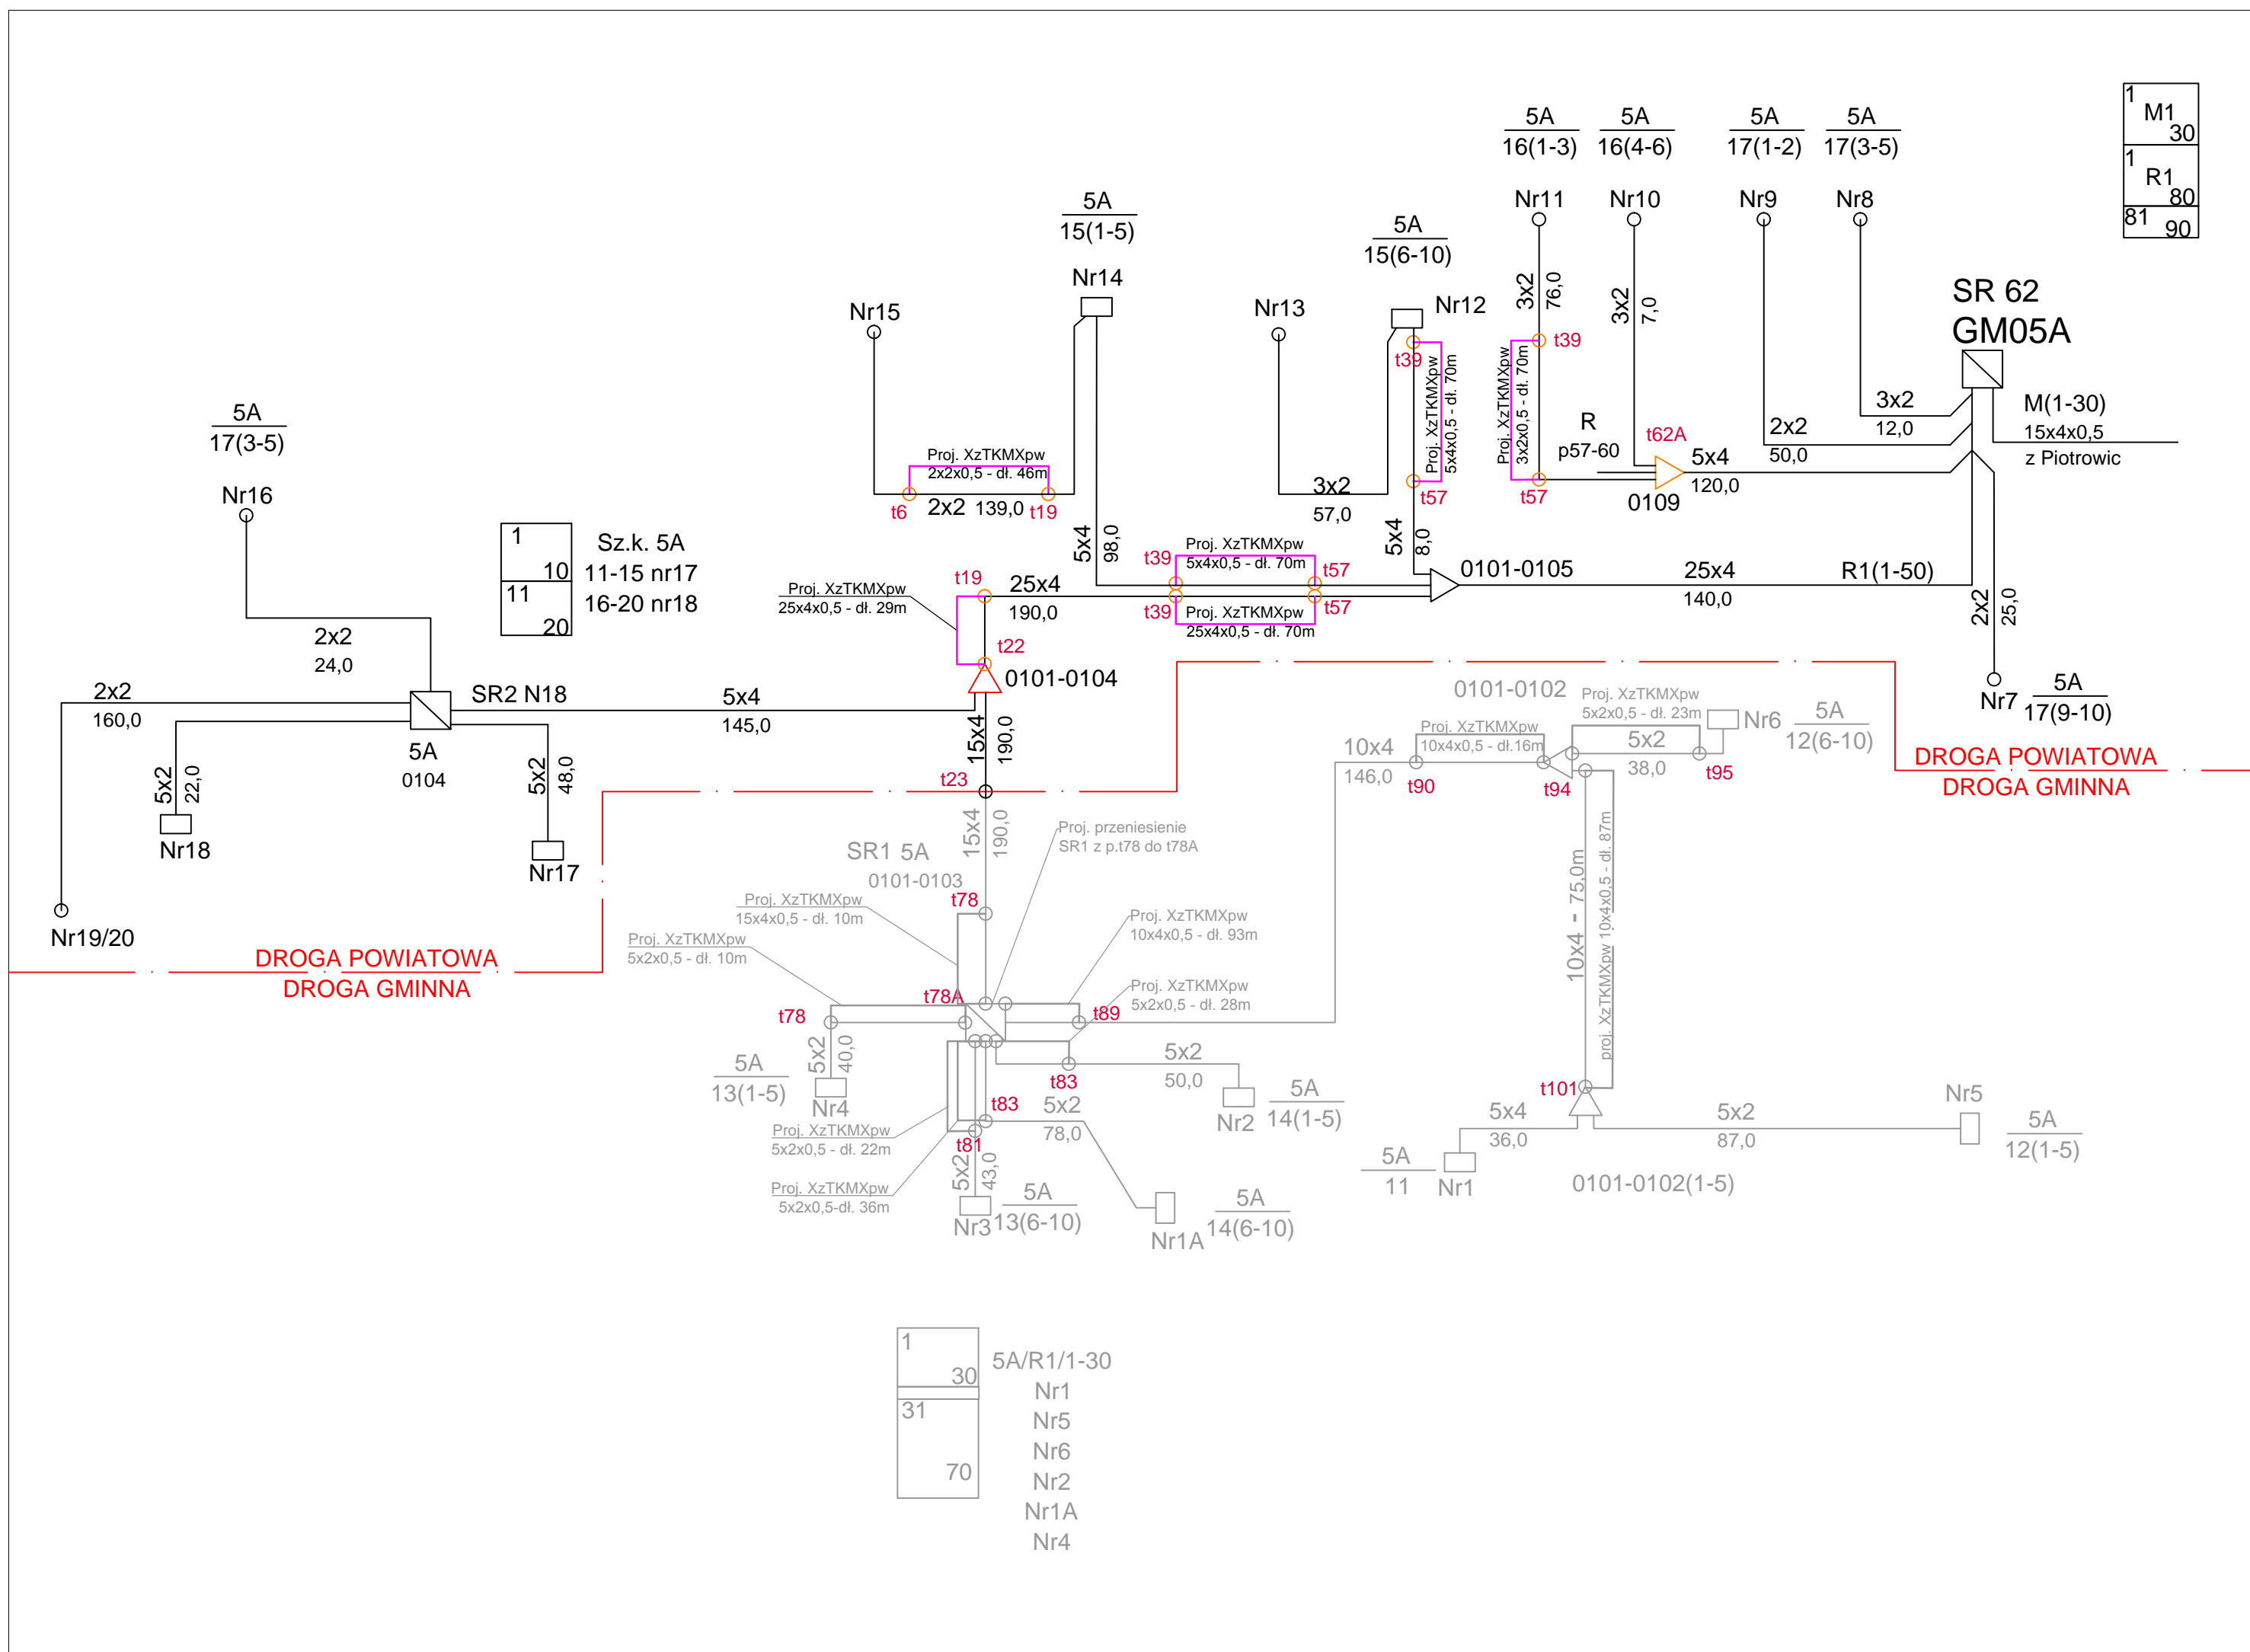 1
M1
30
1
R1
80
81
90
5A
16(1-3)
5A
16(4-6)
5A
17(1-2)
5A
17(3-5)
Nr11
Nr10
Nr9
Nr8
5A
15(1-5)
Nr14
5A
15(6-10)
Nr12
Nr15
Nr13
3x2
76,0
3x2
7,0
SR 62
GM05A
t39
t39
Proj. XzTKMXpw
5x4x0,5 - dł. 70m
Proj. XzTKMXpw
3x2x0,5 - dł. 70m
R
p57-60
t62A
3x2
12,0
2x2
50,0
M(1-30)
15x4x0,5
z Piotrowic
5x4
120,0
0109
t57
t57
5A
17(3-5)
Nr16
Proj. XzTKMXpw
2x2x0,5 - dł. 46m
t6
2x2
139,0
t19
3x2
57,0
5x4
98,0
5x4
8,0
1
10
11
20
Sz.k. 5A
11-15 nr17
16-20 nr18
Proj. XzTKMXpw
25x4x0,5 - dł. 29m
t19
25x4
190,0
t39
Proj. XzTKMXpw
5x4x0,5 - dł. 70m
t57
t39
Proj. XzTKMXpw
25x4x0,5 - dł. 70m
t57
0101-0105
25x4
140,0
R1(1-50)
2x2
25,0
2x2
24,0
t22
0101-0104
2x2
160,0
SR2 N18
5x4
145,0
5A
0104
5x2
22,0
5x2
48,0
Nr18
Nr17
Nr19/20
15x4
190,0
t23
0101-0102
Proj. XzTKMXpw
5x2x0,5 - dł. 23m
Nr6
5A
12(6-10)
Nr7
5A
17(9-10)
Proj. XzTKMXpw
10x4x0,5 - dł.16m
10x4
146,0
t90
t94
5x2
38,0
t95
DROGA POWIATOWA
DROGA GMINNA
15x4
190,0
Proj. przeniesienie
SR1 z p.t78 do t78A
SR1 5A
0101-0103
t78
Proj. XzTKMXpw
15x4x0,5 - dł. 10m
Proj. XzTKMXpw
5x2x0,5 - dł. 10m
Proj. XzTKMXpw
10x4x0,5 - dł. 93m
Proj. XzTKMXpw
5x2x0,5 - dł. 28m
DROGA POWIATOWA
DROGA GMINNA
t78A
t78
t89
10x4 - 75,0m
proj. XzTKMXpw 10x4x0,5 - dł. 87m
5x2
40,0
5A
13(1-5)
Nr4
t83
5x2
50,0
Nr2
5A
14(1-5)
t83
5x2
78,0
Proj. XzTKMXpw
5x2x0,5 - dł. 22m
t81
5x2
43,0
Proj. XzTKMXpw
5x2x0,5-dł. 36m
Nr3
5A
13(6-10)
Nr1A
5A
14(6-10)
t101
5x4
36,0
5x2
87,0
Nr5
5A
12(1-5)
5A
11
Nr1
0101-0102(1-5)
1
30
31
70
5A/R1/1-30
Nr1
Nr5
Nr6
Nr2
Nr1A
Nr4